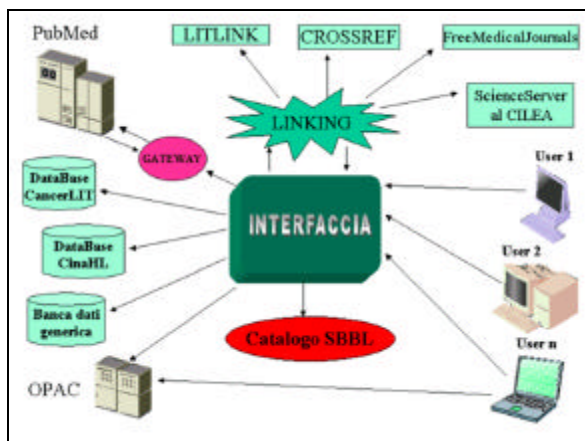 PubMed
LITLINK
CROSSREF
FreeMedicalJournals
ScienceServer
al CILEA
LINKING
GATEWAY
User 1
DataBase
CancerLIT
INTERFACCIA
DataBase
CinaHL
User 2
Banca dati
generica
Catalogo SBBL
User n
OPAC